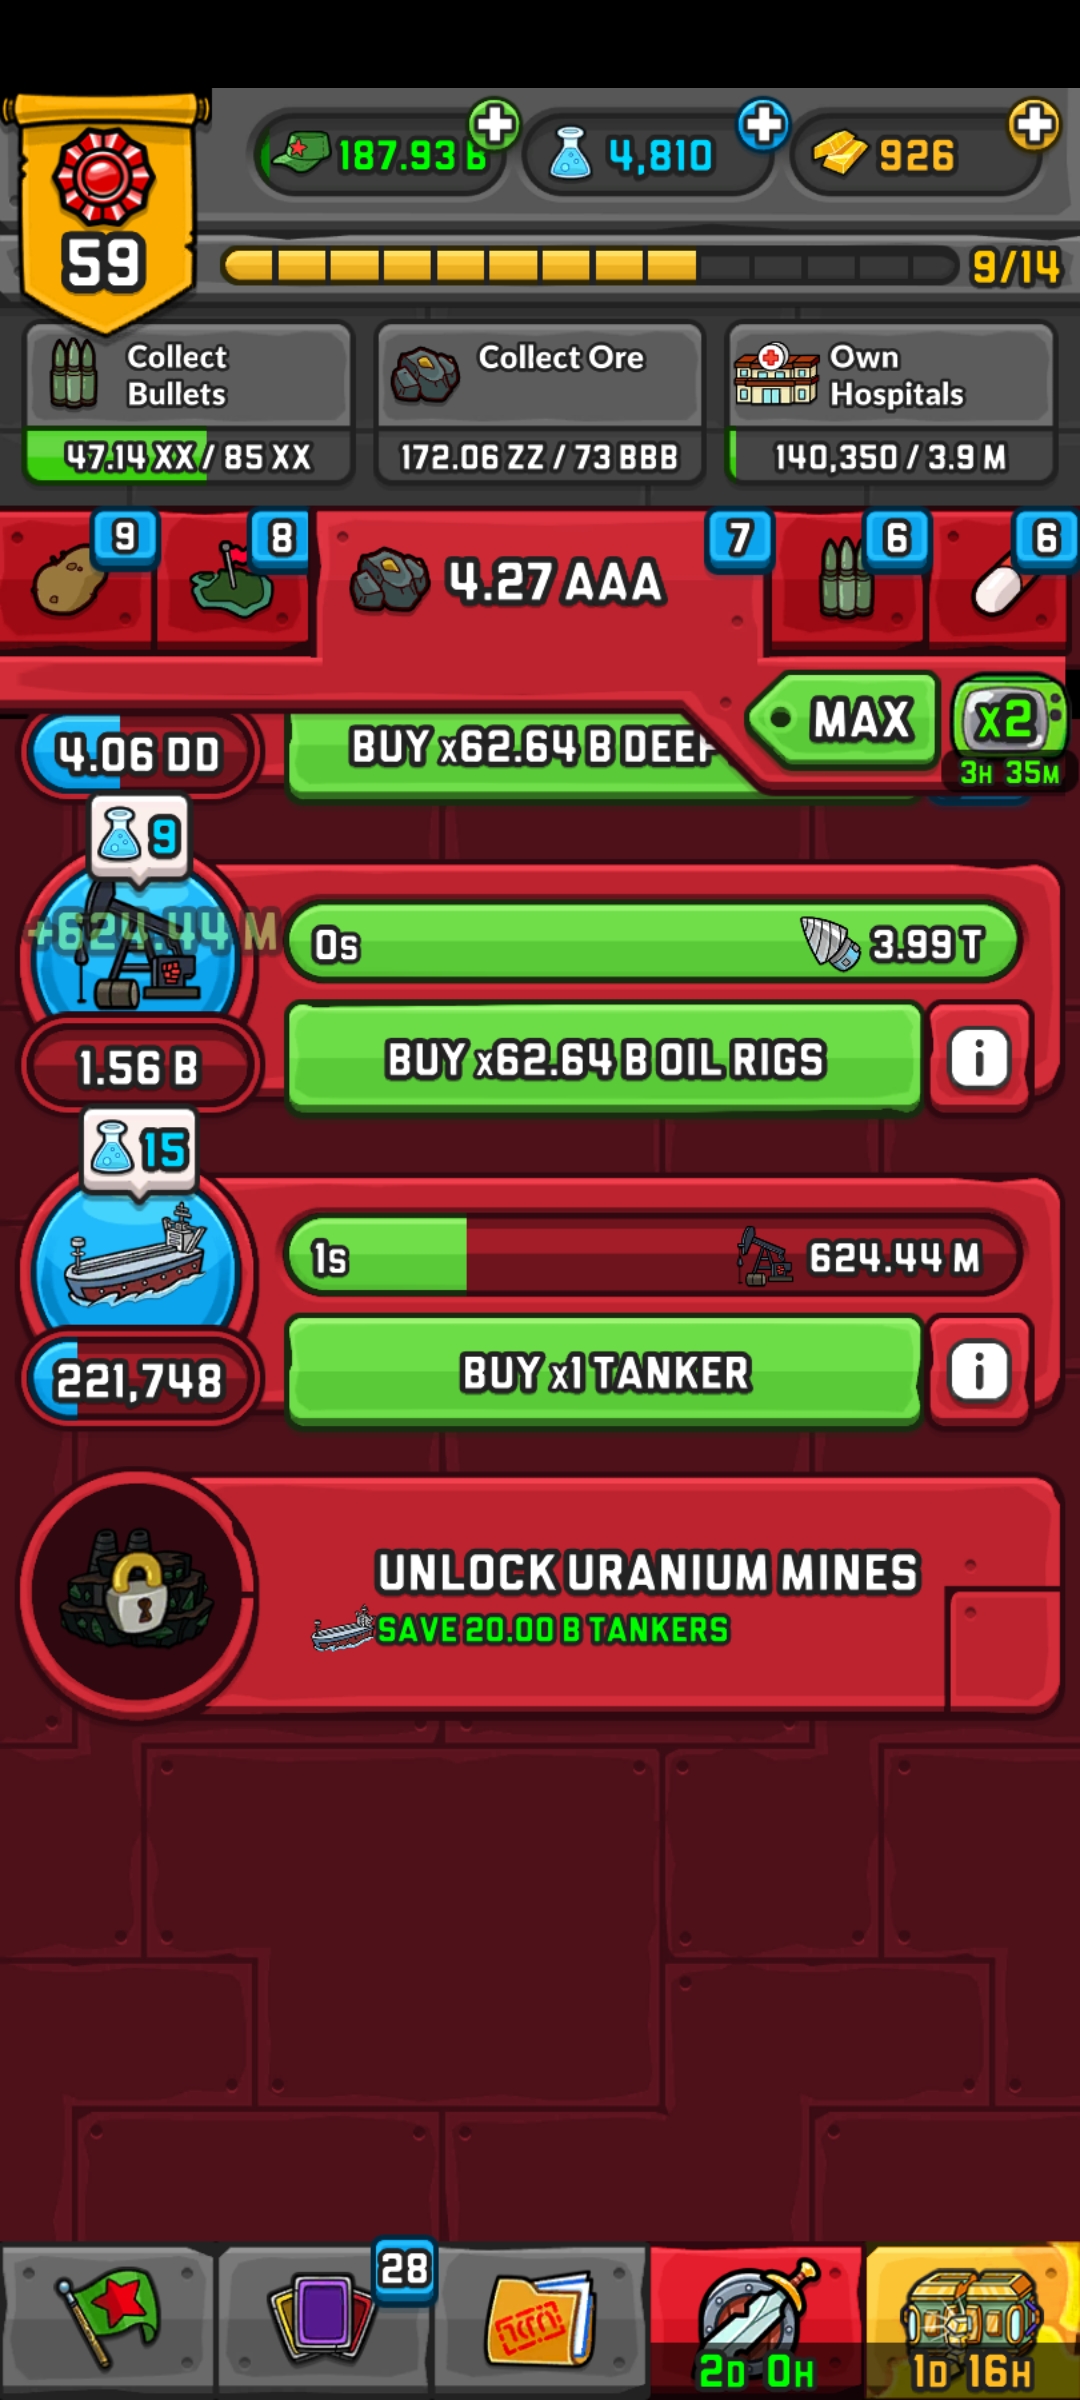 187.93 B
4,810
926
59
9/14
Collect Bullets
47.14 XX / 85 XX
Collect Ore
172.06 ZZ / 73 BBB
Own Hospitals
140,350 / 3.9 M
9
8
4.27 AAA
7
6
6
MAX
x2
3H 35M
4.06 DD
BUY x62.64 B DEEP
9
+624.44 M
0s
3.99 T
1.56 B
BUY x62.64 B OIL RIGS
i
15
1s
624.44 M
221,748
BUY x1 TANKER
i
UNLOCK URANIUM MINES
SAVE 20.00 B TANKERS
28
2D 0H
1D 16H